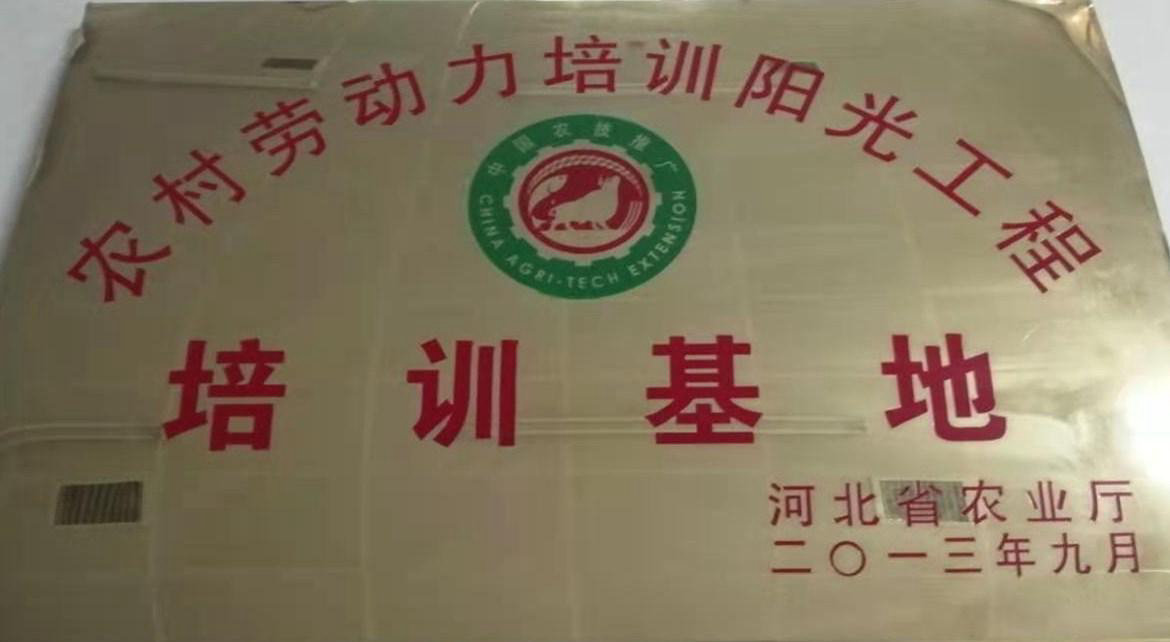 农村劳动力培训阳光工程
中国农技推广
CHINA AGRI-TECH EXTENSION
培训基地
河北省农业厅
二〇一三年九月